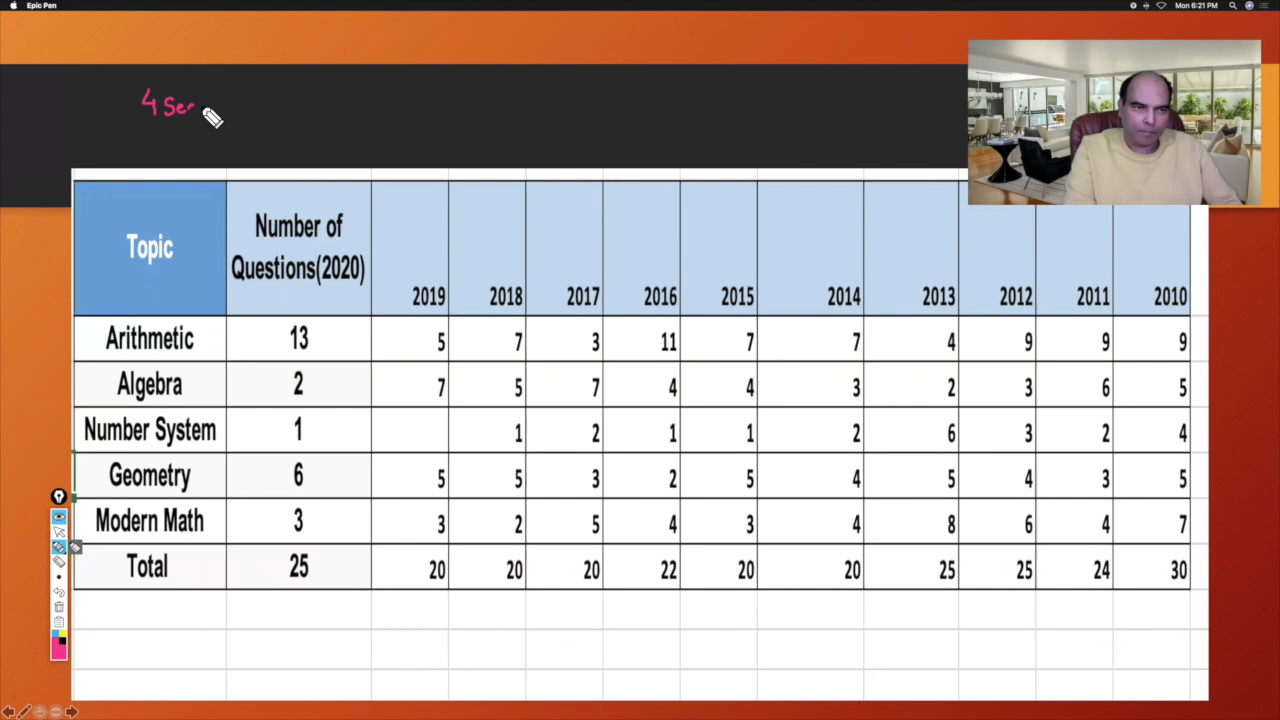 Epic Pen Mon 6:21 PM
4 Ser
Topic Number of Questions(2020) 2019 2018 2017 2016 2015 2014 2013 2012 2011 2010
Arithmetic 13 5 7 3 11 7 7 4 9 9 9
Algebra 2 7 5 7 4 4 3 2 3 6 5
Number System 1 1 2 1 1 2 6 3 2 4
Geometry 6 5 5 3 2 5 4 5 4 3 5
Modern Math 3 3 2 5 4 3 4 8 6 4 7
Total 25 20 20 20 22 20 20 25 25 24 30